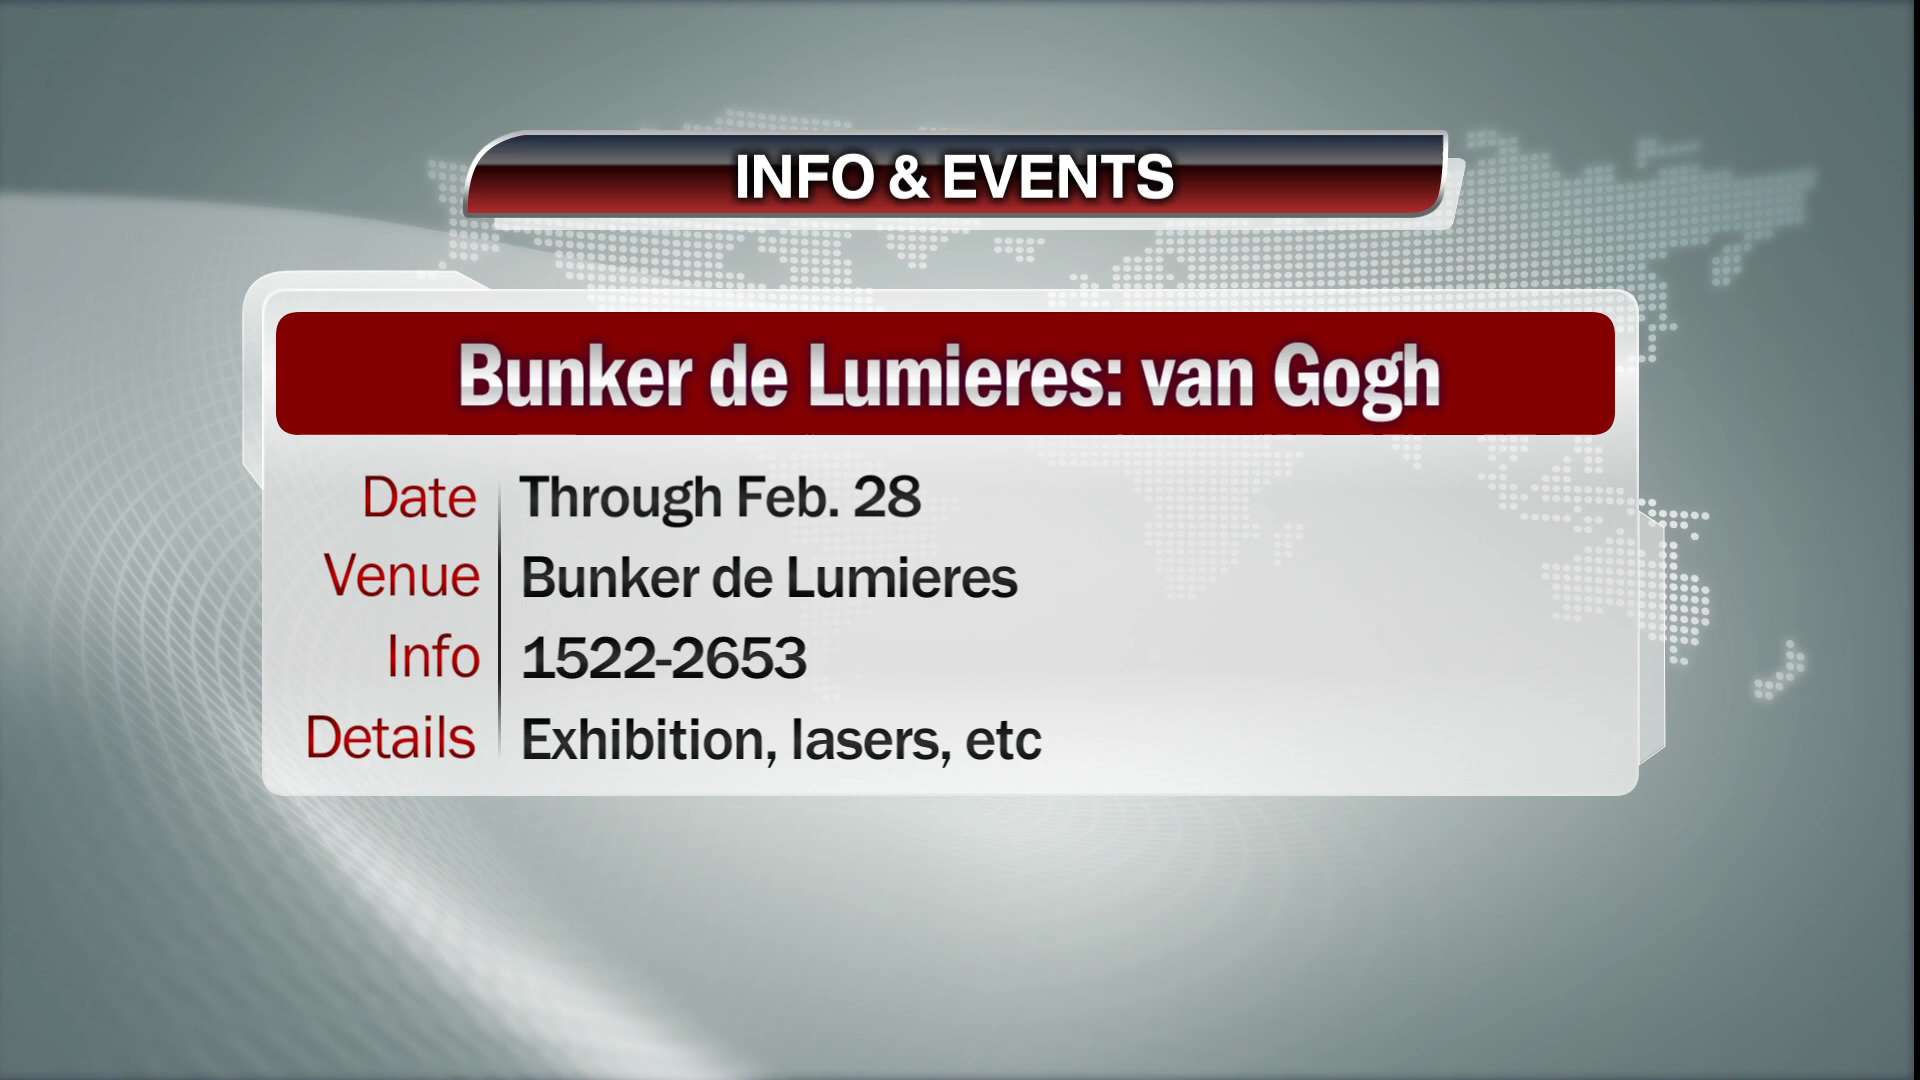 INFO & EVENTS
Bunker de Lumieres: van Gogh
Date Through Feb. 28
Venue Bunker de Lumieres
Info 1522-2653
Details Exhibition, lasers, etc